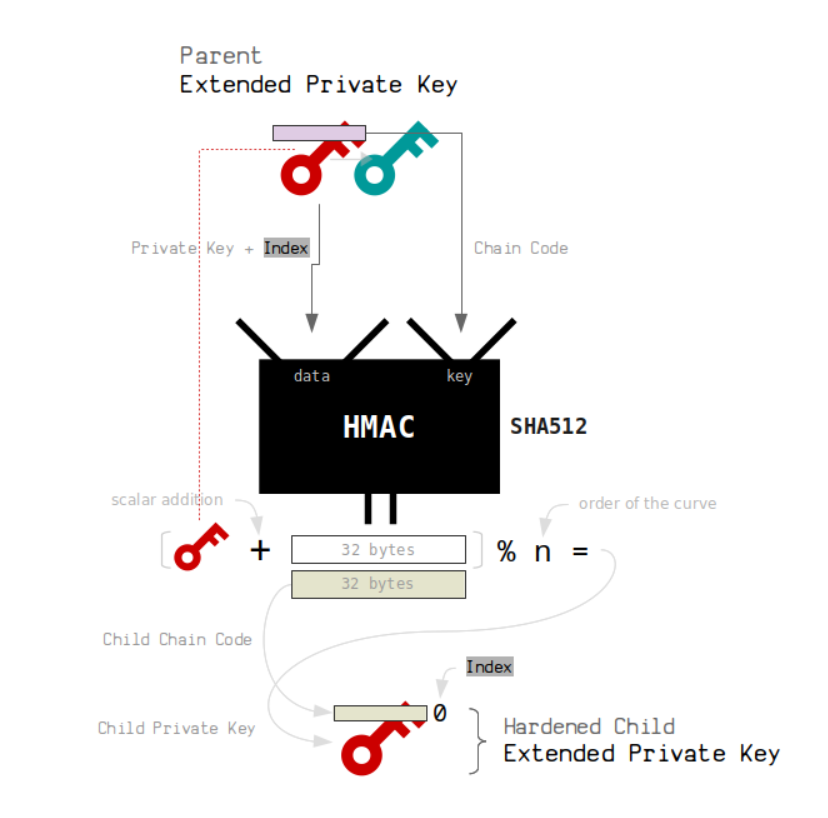 Parent
Extended Private Key
Private Key + Index
Chain Code
data
key
HMAC
SHA512
scalar addition
order of the curve
+
32 bytes
% n =
32 bytes
Child Chain Code
Index
0
Child Private Key
Hardened Child
Extended Private Key